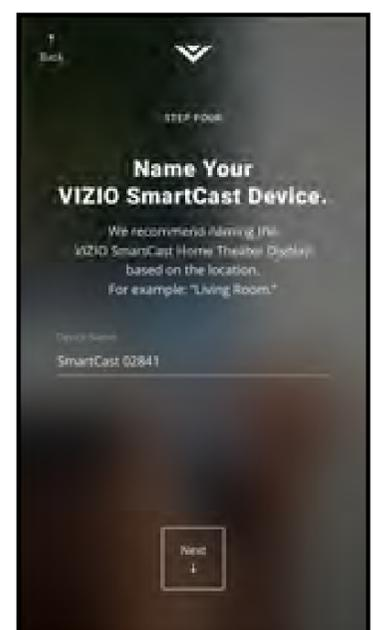 ↑
Back
STEP FOUR
Name Your
VIZIO SmartCast Device.
We recommend naming the
VIZIO SmartCast Home Theater Display
based on the location.
For example: "Living Room."
Device Name
SmartCast 02841
Next
↓